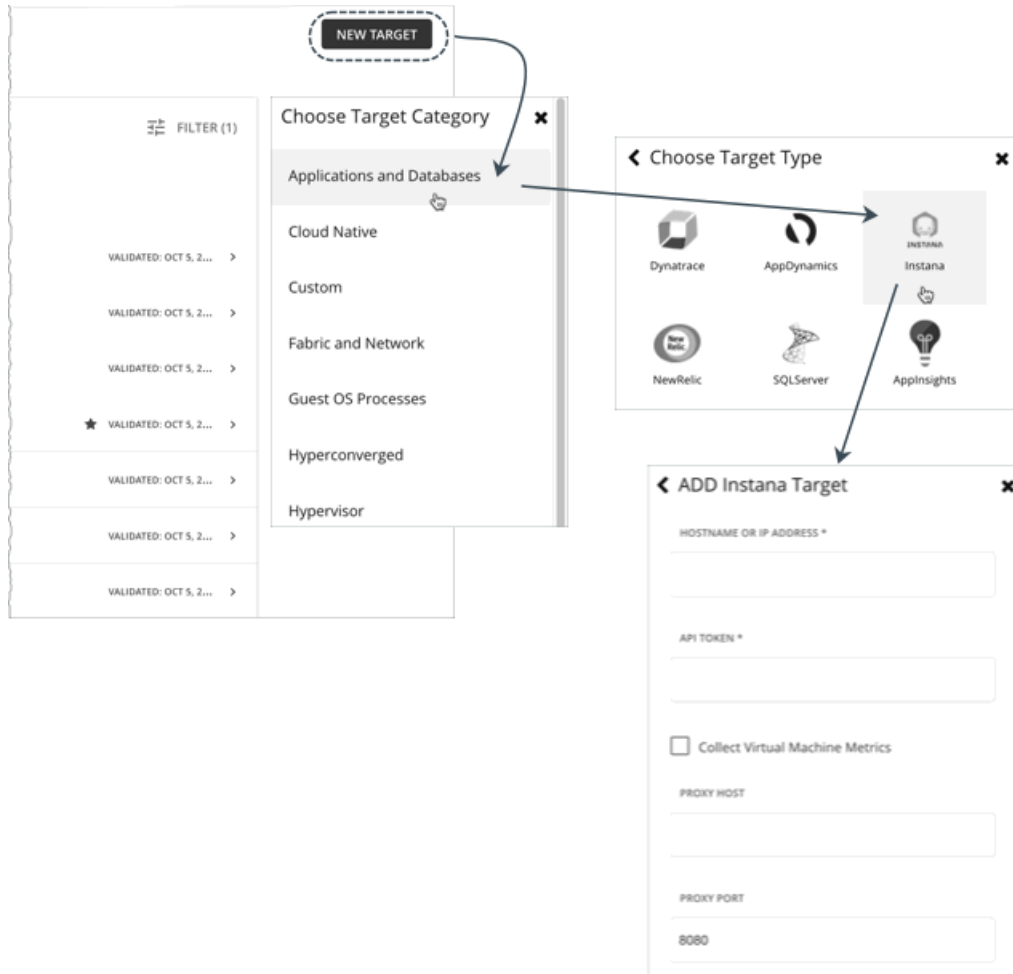 NEW TARGET
FILTER (1)
VALIDATED: OCT 5, 2...
VALIDATED: OCT 5, 2...
VALIDATED: OCT 5, 2...
VALIDATED: OCT 5, 2...
VALIDATED: OCT 5, 2...
VALIDATED: OCT 5, 2...
VALIDATED: OCT 5, 2...
Choose Target Category
Applications and Databases
Cloud Native
Custom
Fabric and Network
Guest OS Processes
Hyperconverged
Hypervisor
Choose Target Type
Dynatrace
AppDynamics
INSTANA
Instana
New Relic
NewRelic
SQLServer
AppInsights
ADD Instana Target
HOSTNAME OR IP ADDRESS *
API TOKEN *
Collect Virtual Machine Metrics
PROXY HOST
PROXY PORT
8080